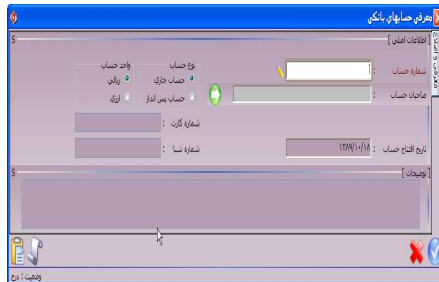 معرفی حسابهای بانکی
[ اطلاعات اصلی ]
شماره حساب :
صاحبان حساب :
نوع حساب
حساب جاری
حساب پس انداز
واحد حساب
ریالی
ارزی
شماره کارت :
شماره شبا :
تاریخ افتتاح حساب : ۱۳۸۹/۱۰/۱۸
[ توضیحات ]
وضعیت : درج